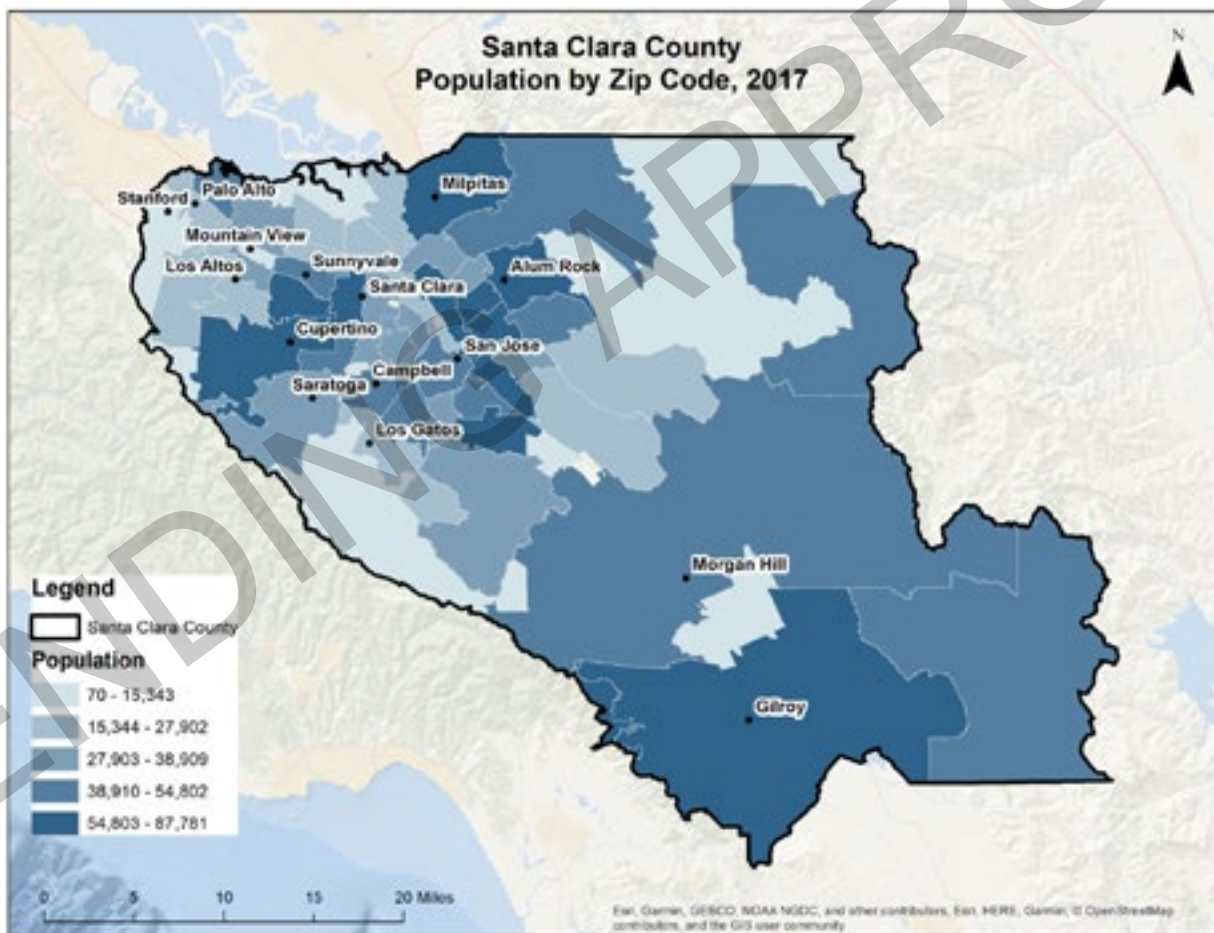 Santa Clara County
Population by Zip Code, 2017
N
Milpitas
Palo Alto
Stanford
Mountain View
Sunnyvale
Los Altos
Alum Rock
Santa Clara
Cupertino
San Jose
Campbell
Saratoga
Los Gatos
Morgan Hill
Gilroy
Legend
Santa Clara County
Population
70 - 15,343
15,344 - 27,902
27,903 - 38,909
38,910 - 54,802
54,803 - 87,781
0 5 10 15 20 Miles
Esri, Garmin, GEBCO, NOAA NGDC, and other contributors, Esri, HERE, Garmin, © OpenStreetMap
contributors, and the GIS user community
ENDING APPRO